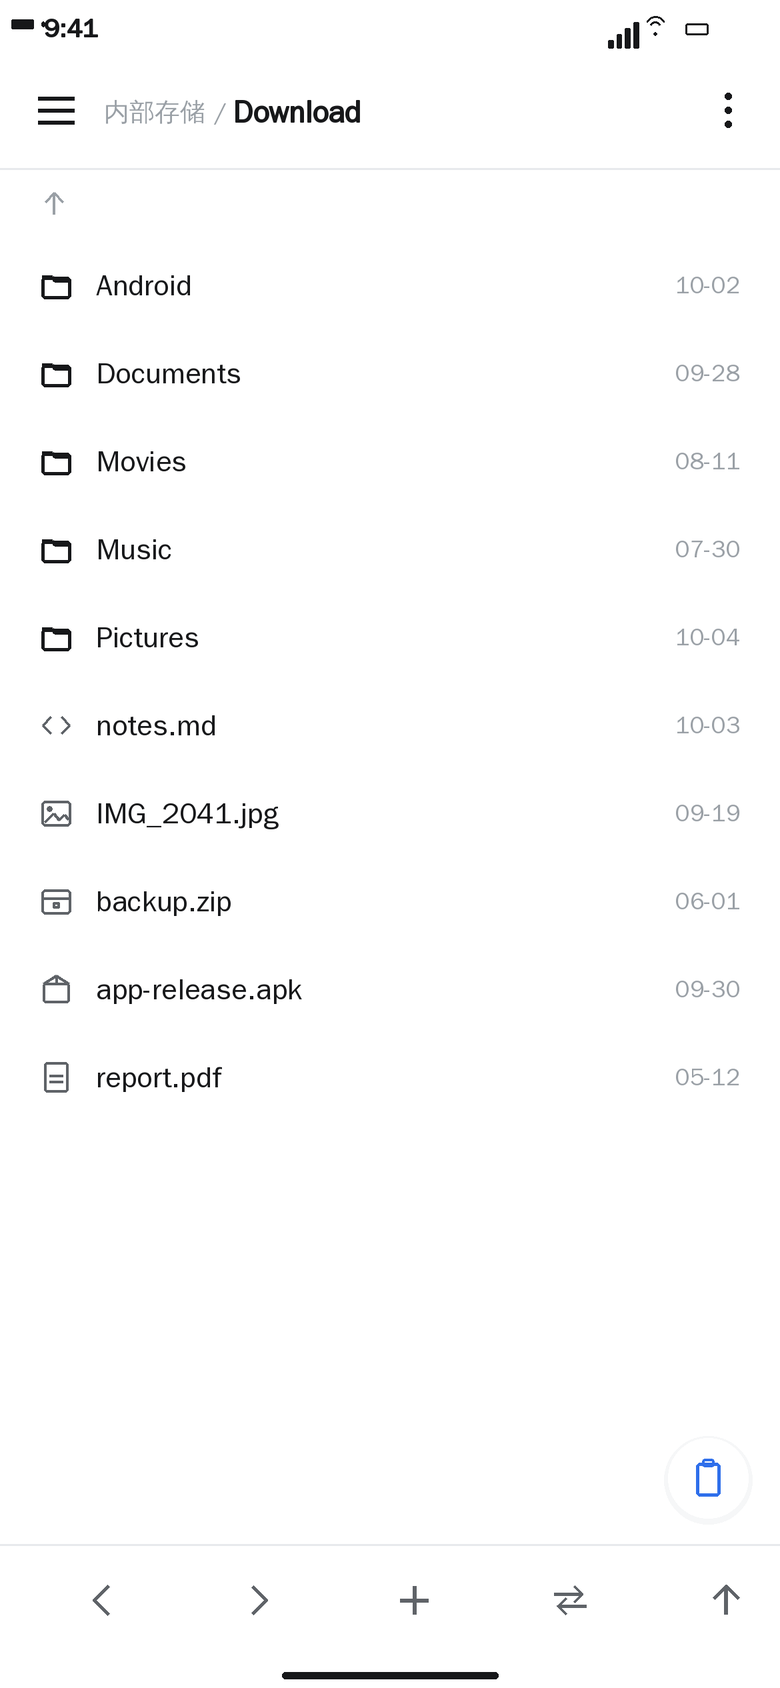 9:41
内部存储 / Download
Android 10-02
Documents 09-28
Movies 08-11
Music 07-30
Pictures 10-04
notes.md 10-03
IMG_2041.jpg 09-19
backup.zip 06-01
app-release.apk 09-30
report.pdf 05-12